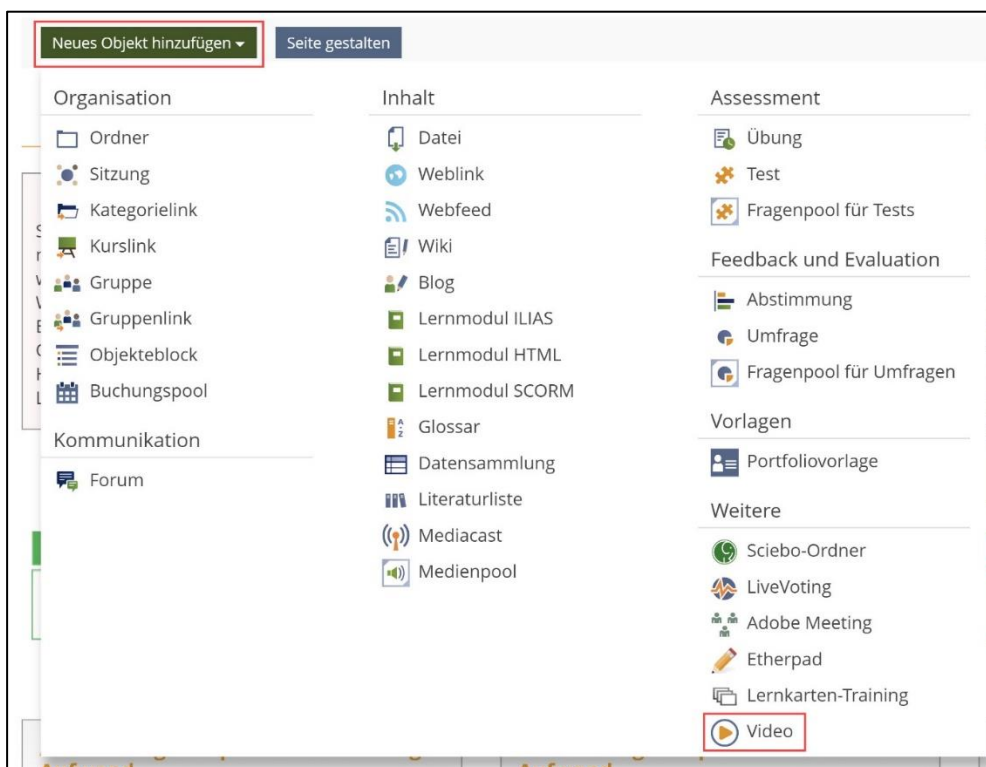 Neues Objekt hinzufügen
Seite gestalten
Organisation
Ordner
Sitzung
Kategorielink
Kurslink
Gruppe
Gruppenlink
Objekteblock
Buchungspool
Kommunikation
Forum
Inhalt
Datei
Weblink
Webfeed
Wiki
Blog
Lernmodul ILIAS
Lernmodul HTML
Lernmodul SCORM
Glossar
Datensammlung
Literaturliste
Mediacast
Medienpool
Assessment
Übung
Test
Fragenpool für Tests
Feedback und Evaluation
Abstimmung
Umfrage
Fragenpool für Umfragen
Vorlagen
Portfoliovorlage
Weitere
Sciebo-Ordner
LiveVoting
Adobe Meeting
Etherpad
Lernkarten-Training
Video